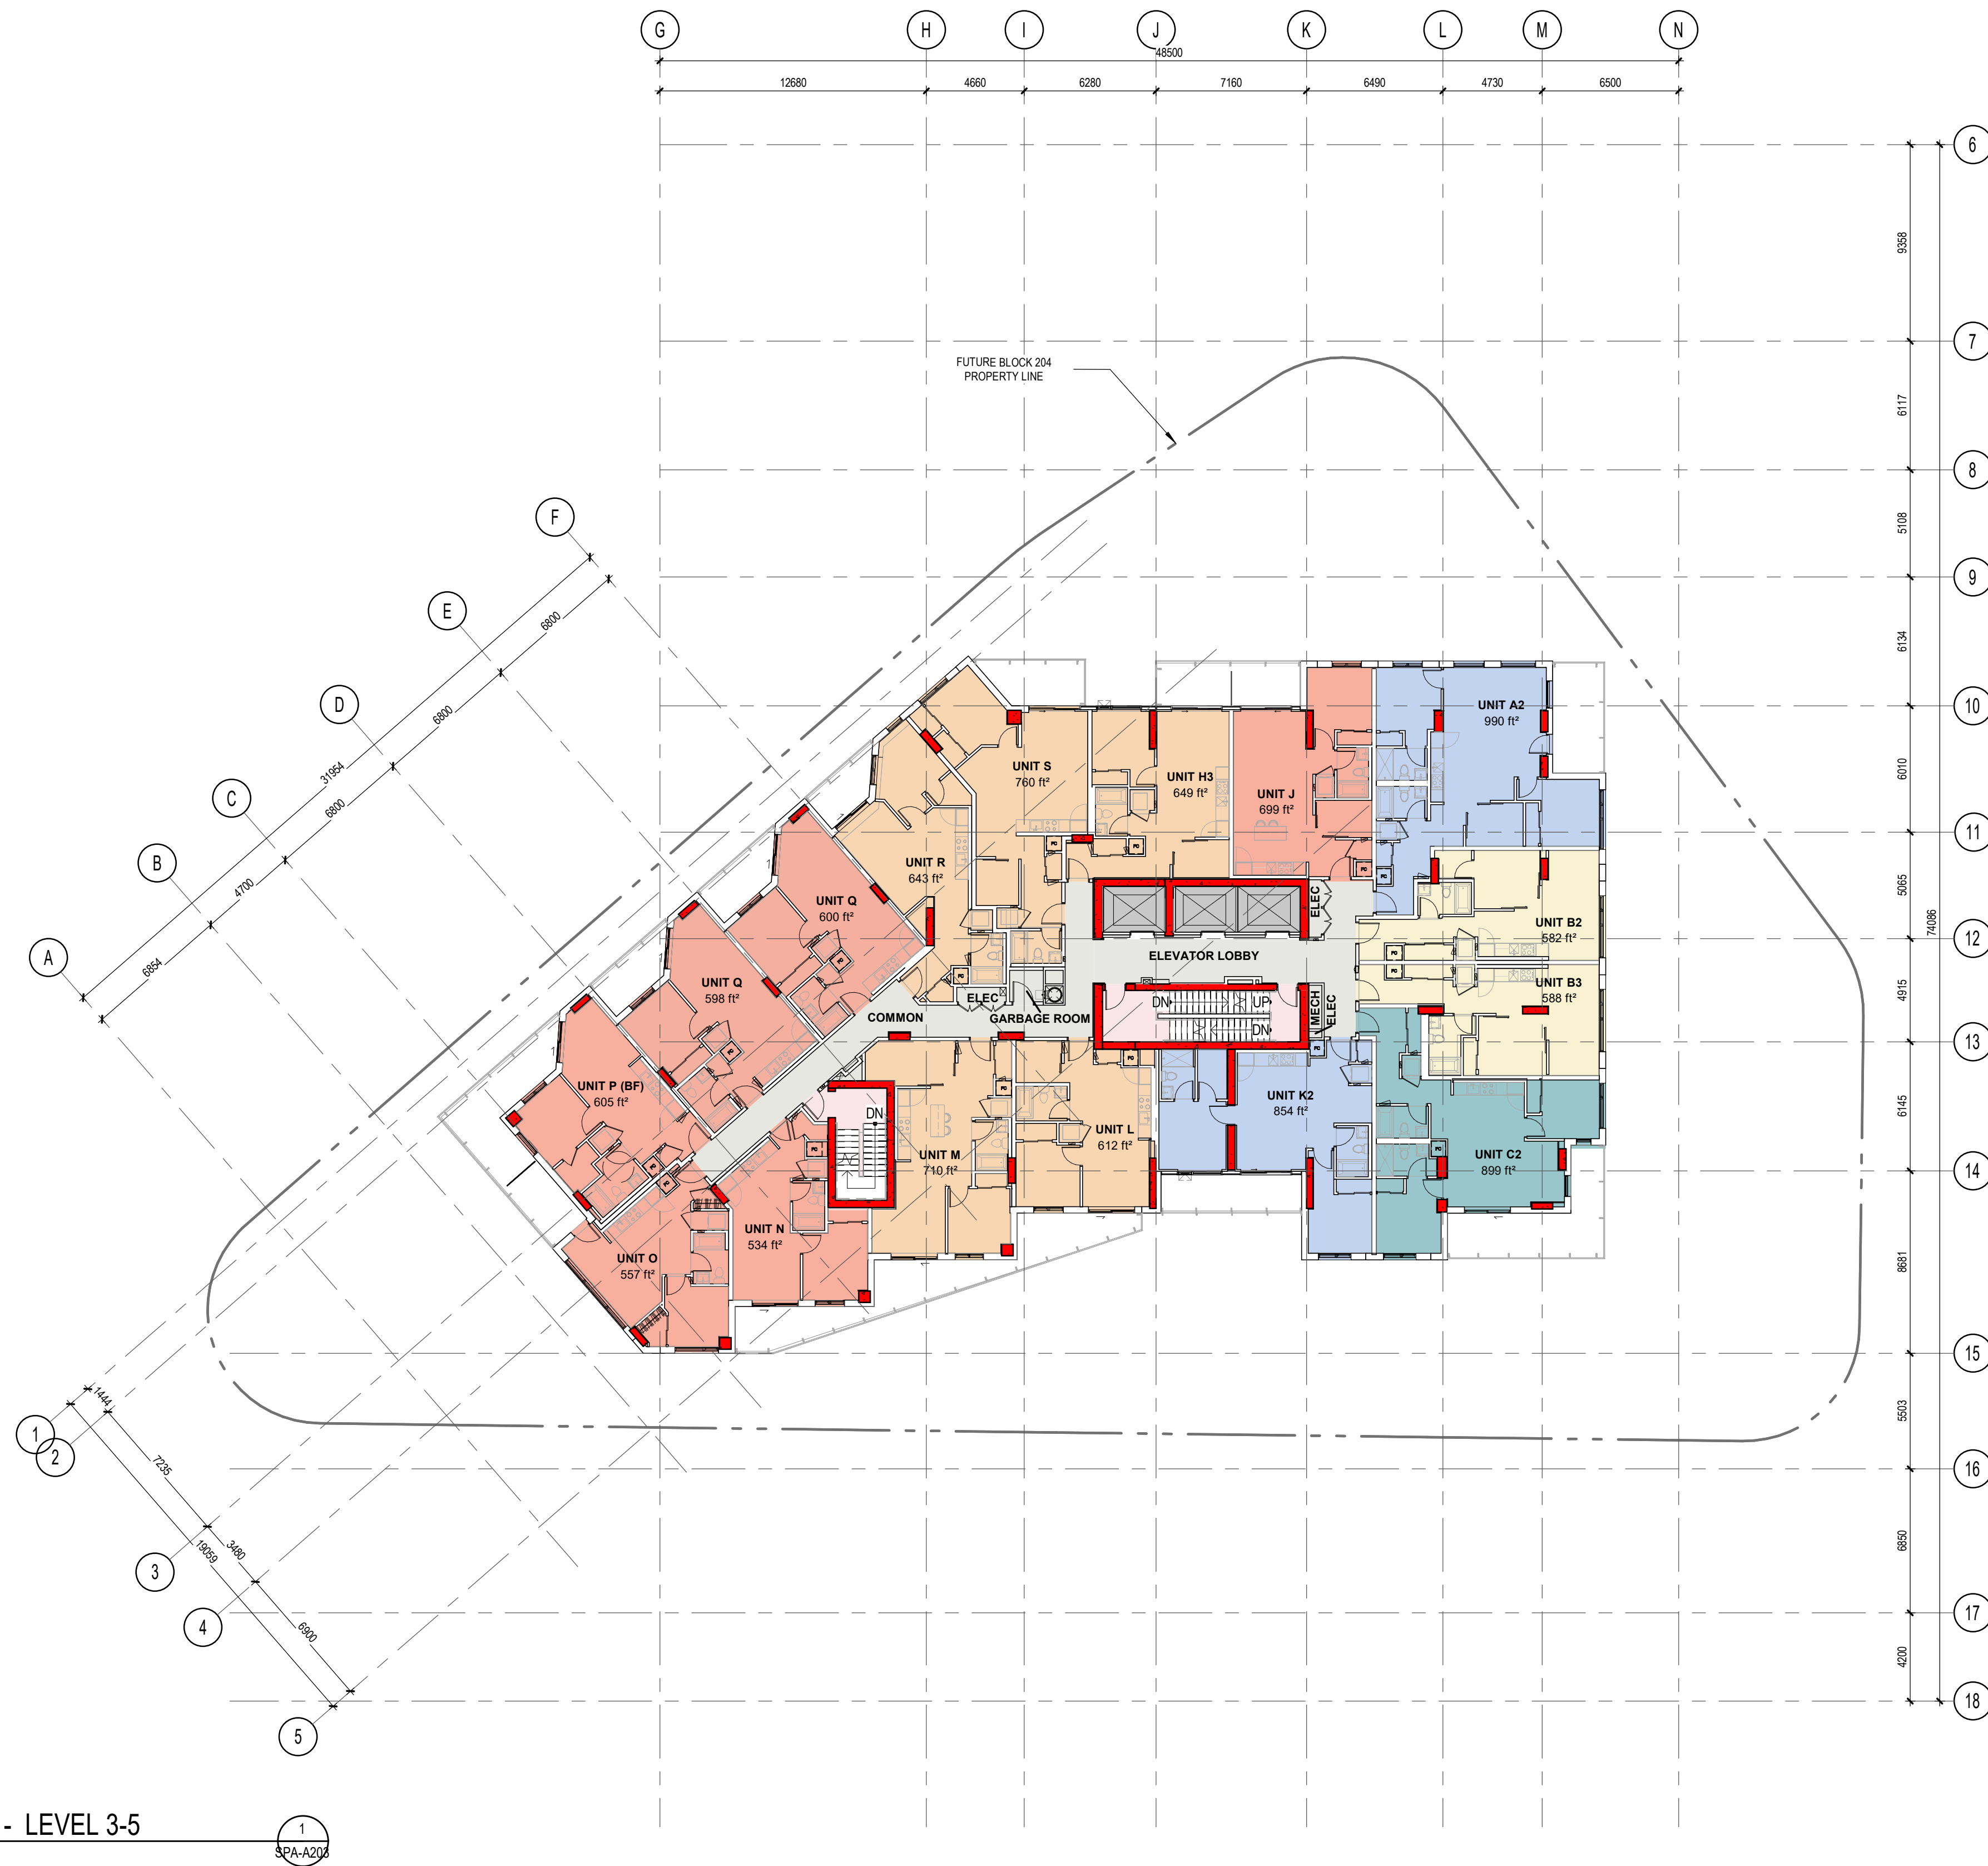 G
H
I
J
K
L
M
N
48500
12680
4660
6280
7160
6490
4730
6500
6
7
8
9
10
11
12
13
14
15
16
17
18
9358
6117
5108
6134
6010
5065
4915
6145
8681
5503
6850
4200
74086
FUTURE BLOCK 204
PROPERTY LINE
F
E
D
C
B
A
31954
6800
6800
6800
4700
6854
UNIT A2
990 ft²
UNIT S
760 ft²
UNIT H3
649 ft²
UNIT J
699 ft²
UNIT R
643 ft²
UNIT Q
600 ft²
UNIT B2
582 ft²
ELEC
ELEVATOR LOBBY
UNIT Q
598 ft²
UNIT B3
588 ft²
ELEC
COMMON
GARBAGE ROOM
DN
UP
DN
MECH
ELEC
UNIT P (BF)
605 ft²
UNIT K2
854 ft²
DN
UNIT L
612 ft²
UNIT M
710 ft²
UNIT C2
899 ft²
UNIT N
534 ft²
UNIT O
557 ft²
1
2
3
4
5
1444
7235
3480
6900
19059
- LEVEL 3-5
1
SPA-A203